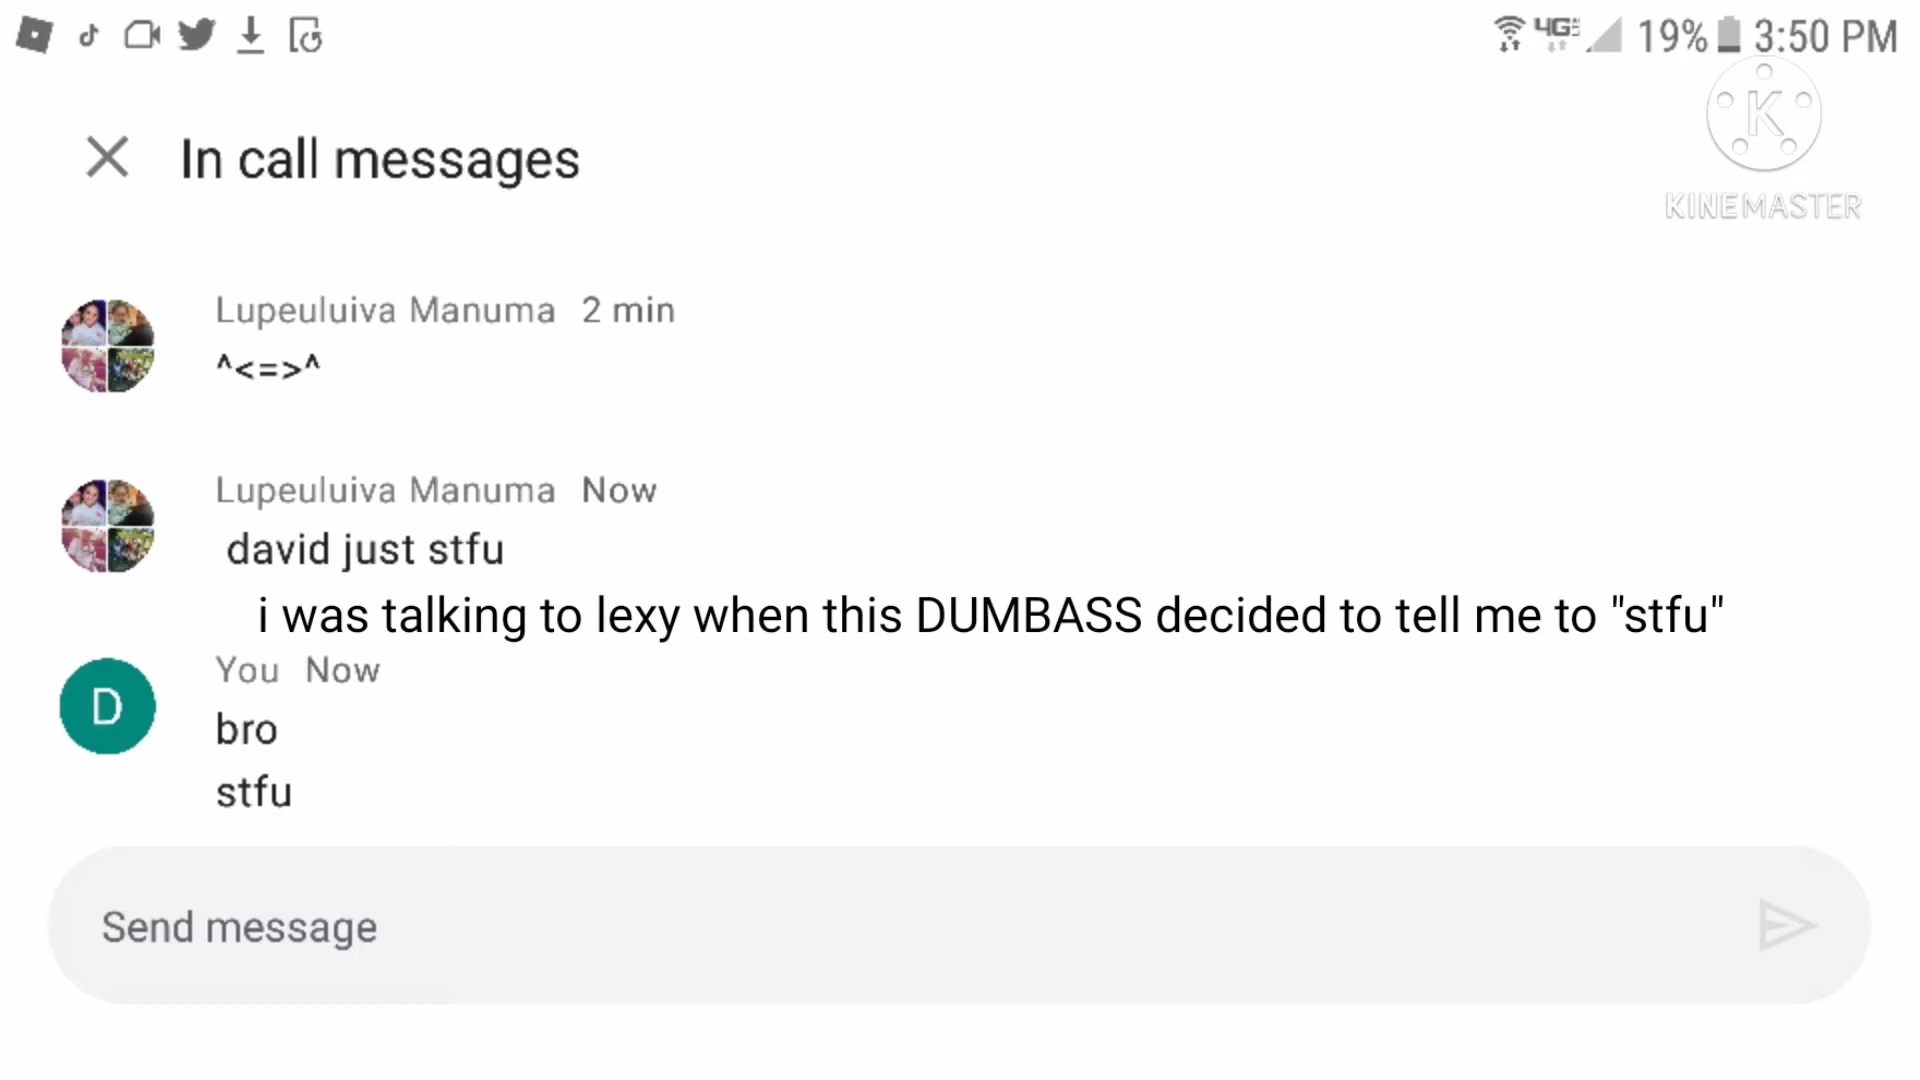 19% 3:50 PM
In call messages
K
KINEMASTER
Lupeuluiva Manuma 2 min
^<=>^
Lupeuluiva Manuma Now
david just stfu
i was talking to lexy when this DUMBASS decided to tell me to "stfu"
You Now
D
bro
stfu
Send message